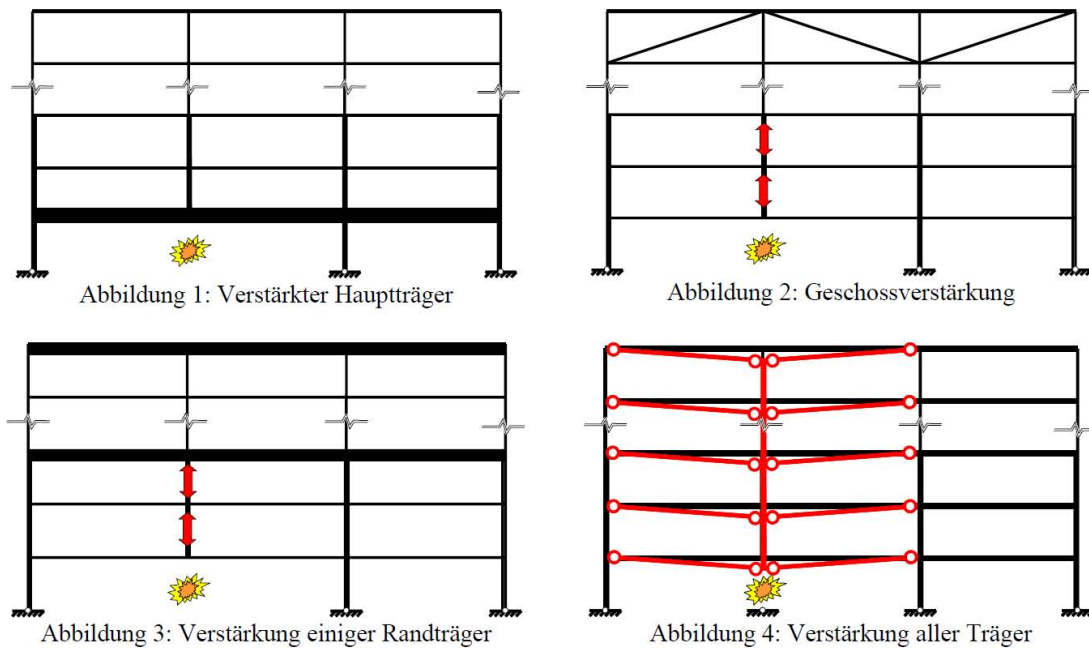 Abbildung 1: Verstärkter Hauptträger
Abbildung 2: Geschossverstärkung
Abbildung 3: Verstärkung einiger Randträger
Abbildung 4: Verstärkung aller Träger